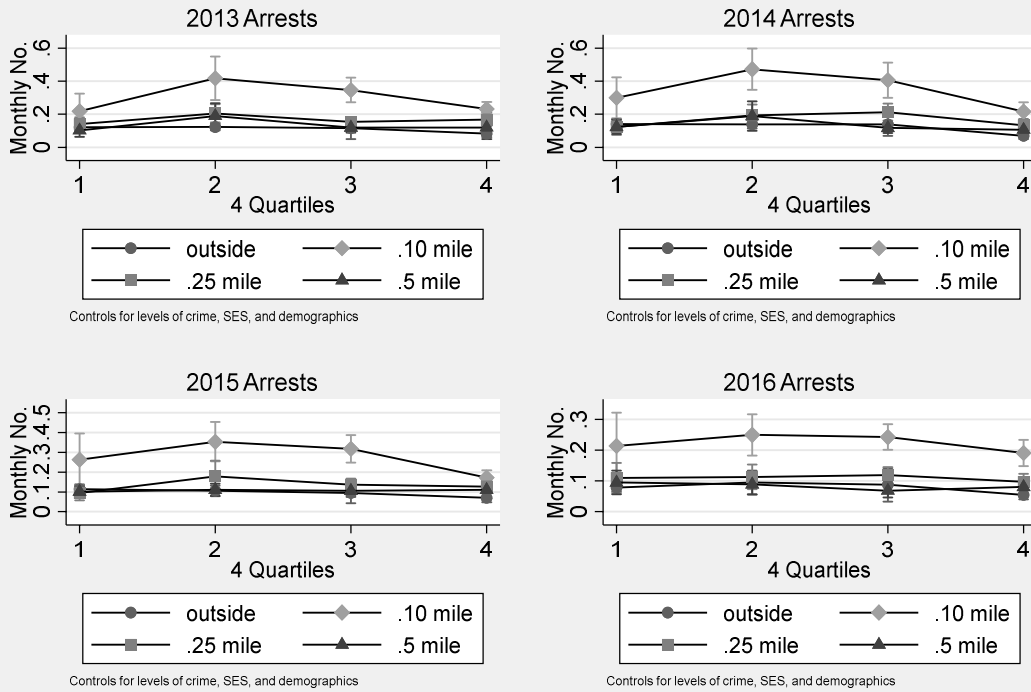 2013 Arrests
Monthly No.
0 .2 .4 .6
1 2 3 4
4 Quartiles
outside .10 mile
.25 mile .5 mile
Controls for levels of crime, SES, and demographics
2014 Arrests
Monthly No.
0 .2 .4 .6
1 2 3 4
4 Quartiles
outside .10 mile
.25 mile .5 mile
Controls for levels of crime, SES, and demographics
2015 Arrests
Monthly No.
0 .1 .2 .3 .4 .5
1 2 3 4
4 Quartiles
outside .10 mile
.25 mile .5 mile
Controls for levels of crime, SES, and demographics
2016 Arrests
Monthly No.
0 .1 .2 .3
1 2 3 4
4 Quartiles
outside .10 mile
.25 mile .5 mile
Controls for levels of crime, SES, and demographics